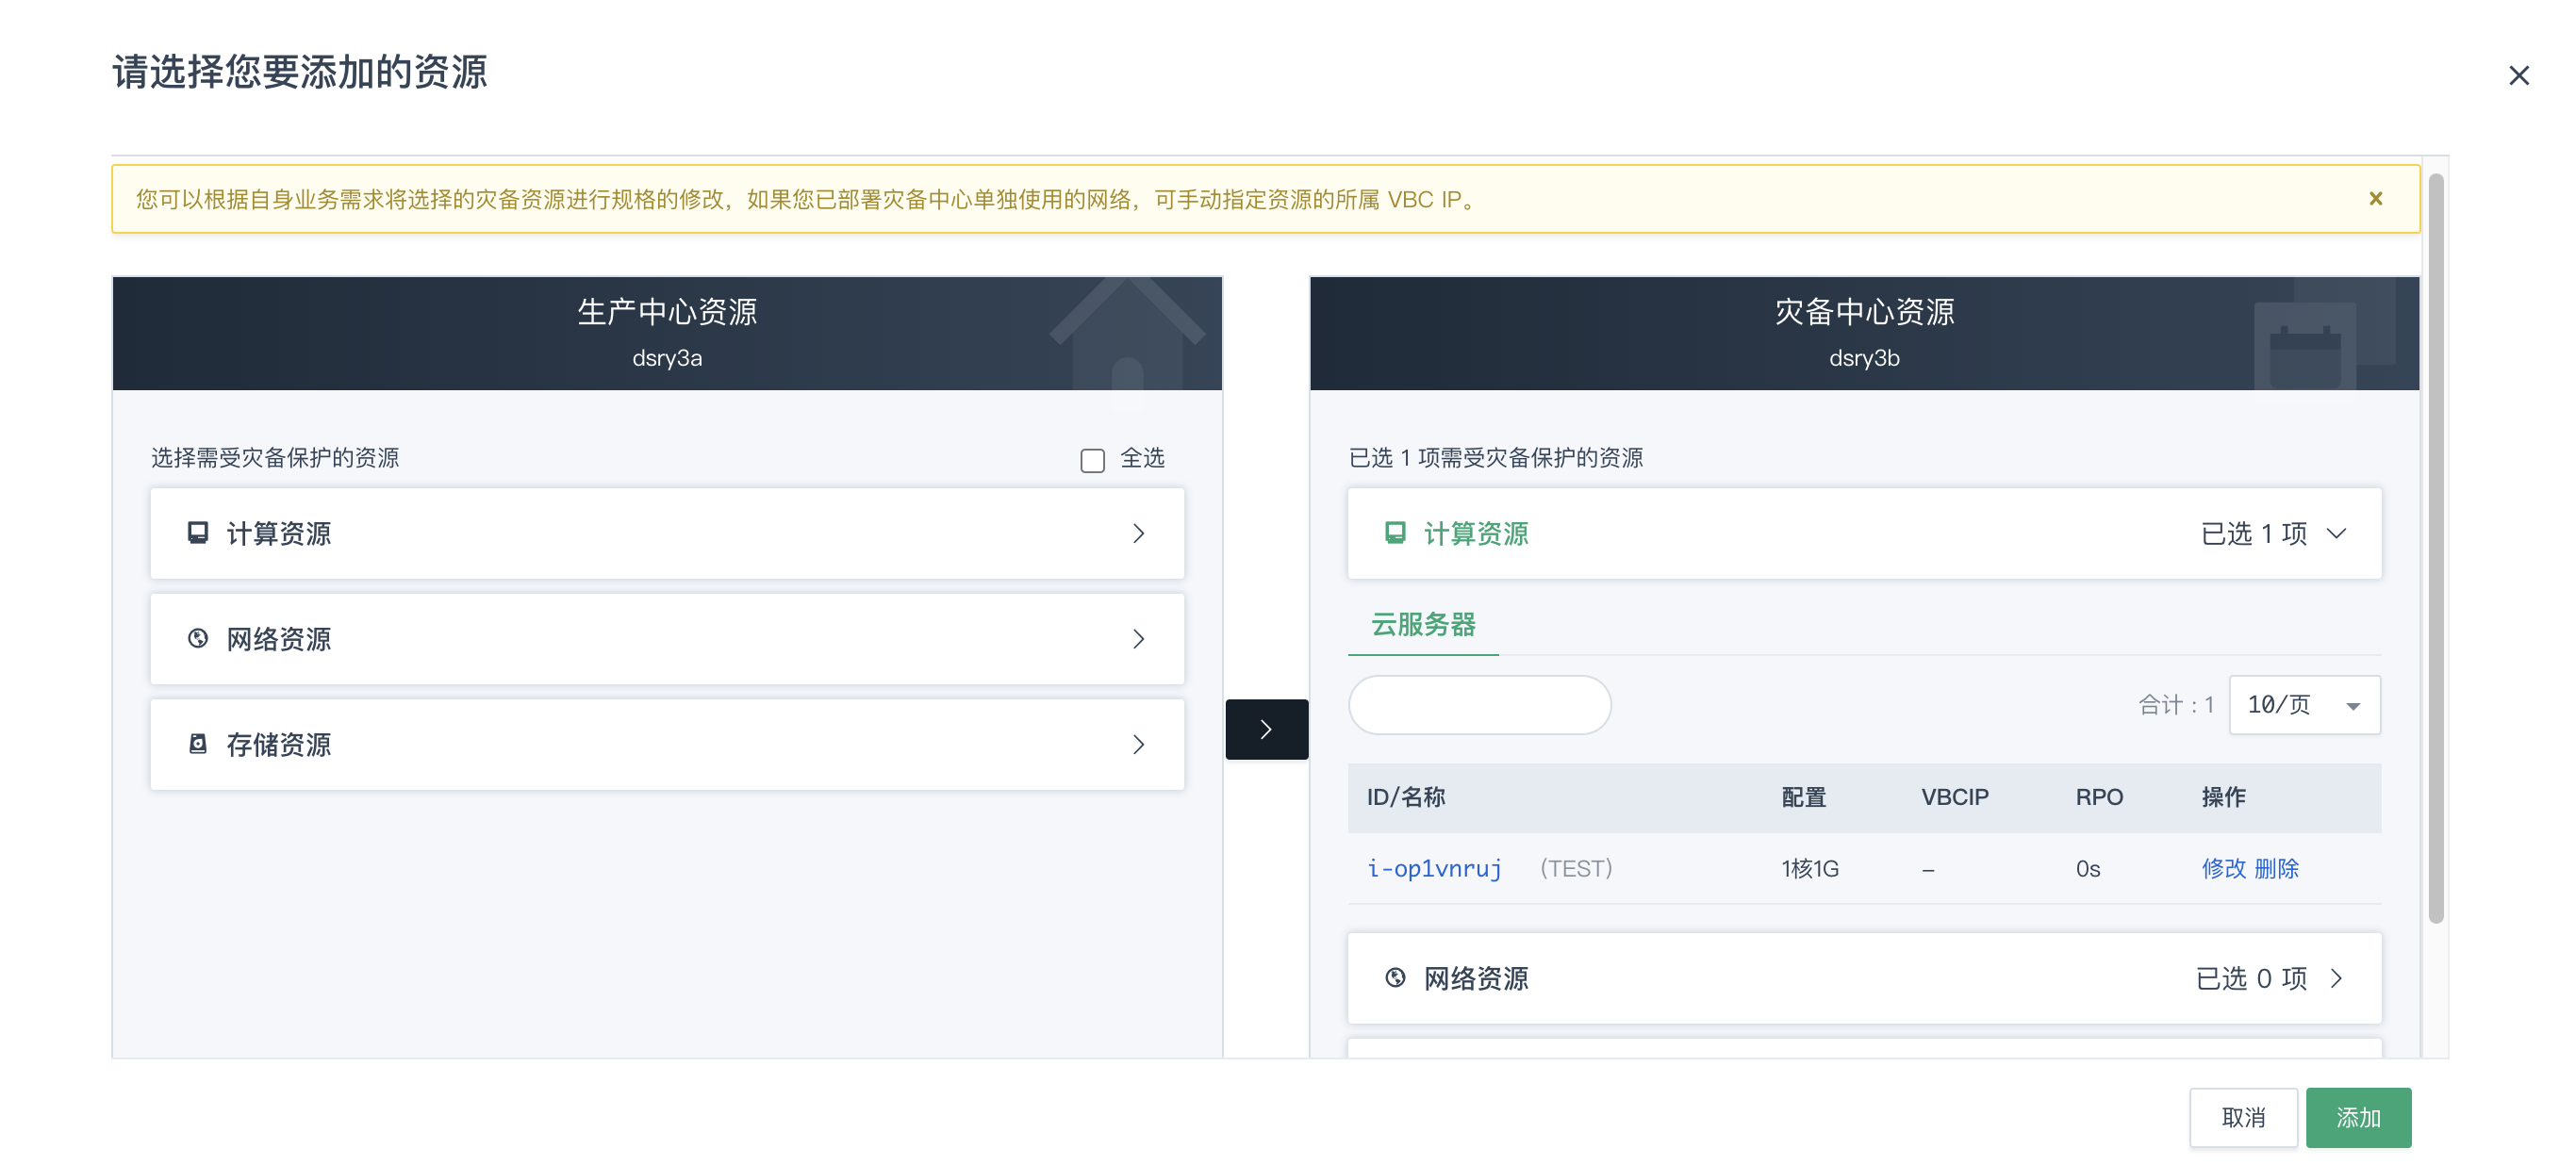 请选择您要添加的资源
您可以根据自身业务需求将选择的灾备资源进行规格的修改，如果您已部署灾备中心单独使用的网络，可手动指定资源的所属 VBC IP。
生产中心资源
dsry3a
选择需受灾备保护的资源 全选
计算资源
网络资源
存储资源
灾备中心资源
dsry3b
已选 1 项需受灾备保护的资源
计算资源 已选 1 项
云服务器
合计 : 1 10/页
ID/名称 配置 VBCIP RPO 操作
i-op1vnruj (TEST) 1核1G – 0s 修改 删除
网络资源 已选 0 项
取消 添加